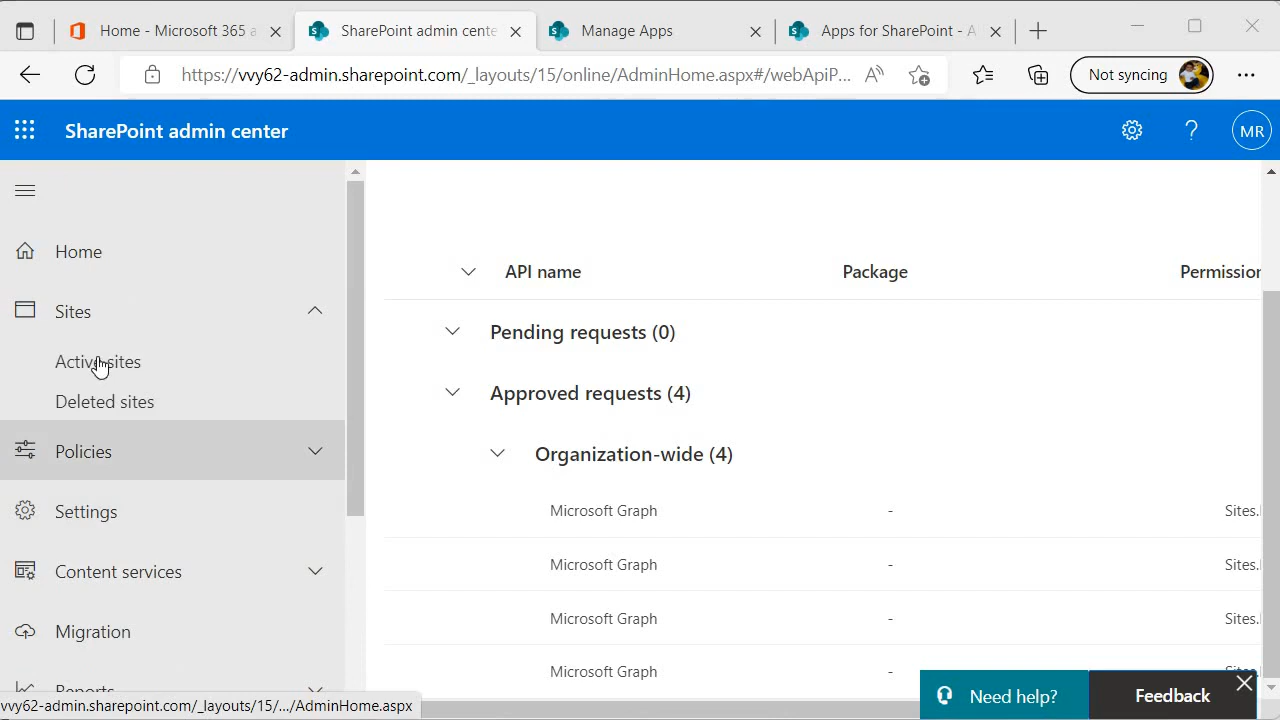 Home - Microsoft 365 a
SharePoint admin cente
Manage Apps
Apps for SharePoint - A
https://vvy62-admin.sharepoint.com/_layouts/15/online/AdminHome.aspx#/webApiP...
Not syncing
SharePoint admin center
MR
Home
Sites
Active sites
Deleted sites
Policies
Settings
Content services
Migration
Reports
API name
Package
Permission
Pending requests (0)
Approved requests (4)
Organization-wide (4)
Microsoft Graph
-
Sites.
Microsoft Graph
-
Sites.
Microsoft Graph
-
Sites.
Microsoft Graph
-
Sites.
Need help?
Feedback
vvy62-admin.sharepoint.com/_layouts/15/.../AdminHome.aspx